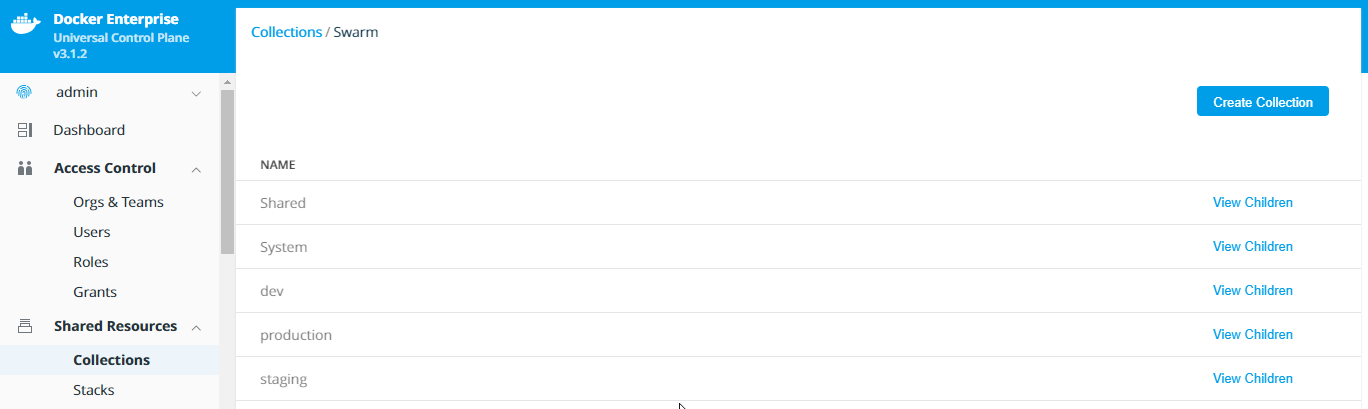 Docker Enterprise
Universal Control Plane
v3.1.2
admin
Dashboard
Access Control
Orgs & Teams
Users
Roles
Grants
Shared Resources
Collections
Stacks
Collections / Swarm
Create Collection
NAME
Shared View Children
System View Children
dev View Children
production View Children
staging View Children